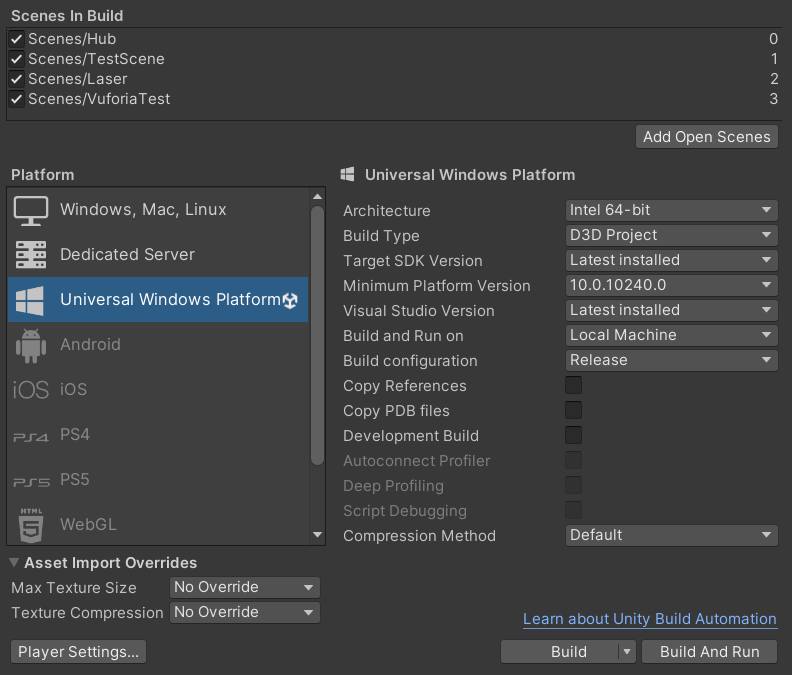 Scenes In Build
Scenes/Hub 0
Scenes/TestScene 1
Scenes/Laser 2
Scenes/VuforiaTest 3
Add Open Scenes
Platform
Windows, Mac, Linux
Dedicated Server
Universal Windows Platform
Android
iOS iOS
PS4 PS4
PS5 PS5
HTML 5 WebGL
Universal Windows Platform
Architecture Intel 64-bit
Build Type D3D Project
Target SDK Version Latest installed
Minimum Platform Version 10.0.10240.0
Visual Studio Version Latest installed
Build and Run on Local Machine
Build configuration Release
Copy References
Copy PDB files
Development Build
Autoconnect Profiler
Deep Profiling
Script Debugging
Compression Method Default
Asset Import Overrides
Max Texture Size No Override
Texture Compression No Override
Learn about Unity Build Automation
Player Settings... Build Build And Run